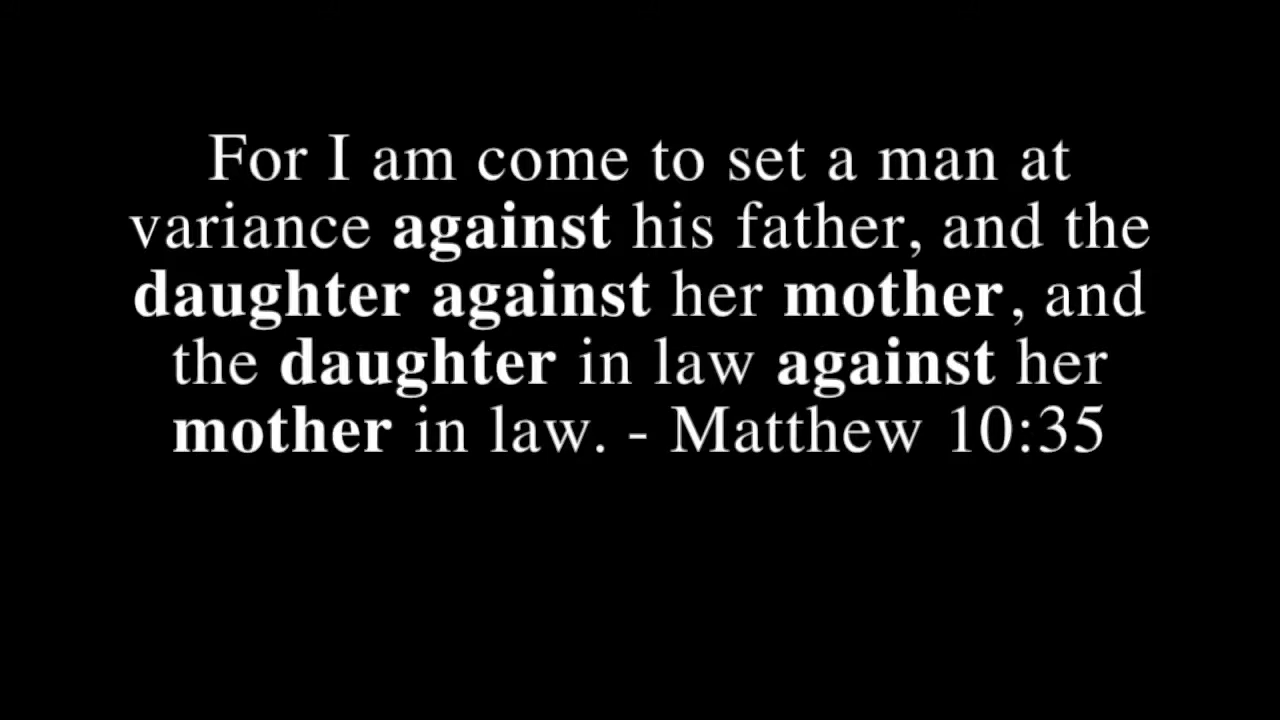 For I am come to set a man at
variance against his father, and the
daughter against her mother, and
the daughter in law against her
mother in law. - Matthew 10:35